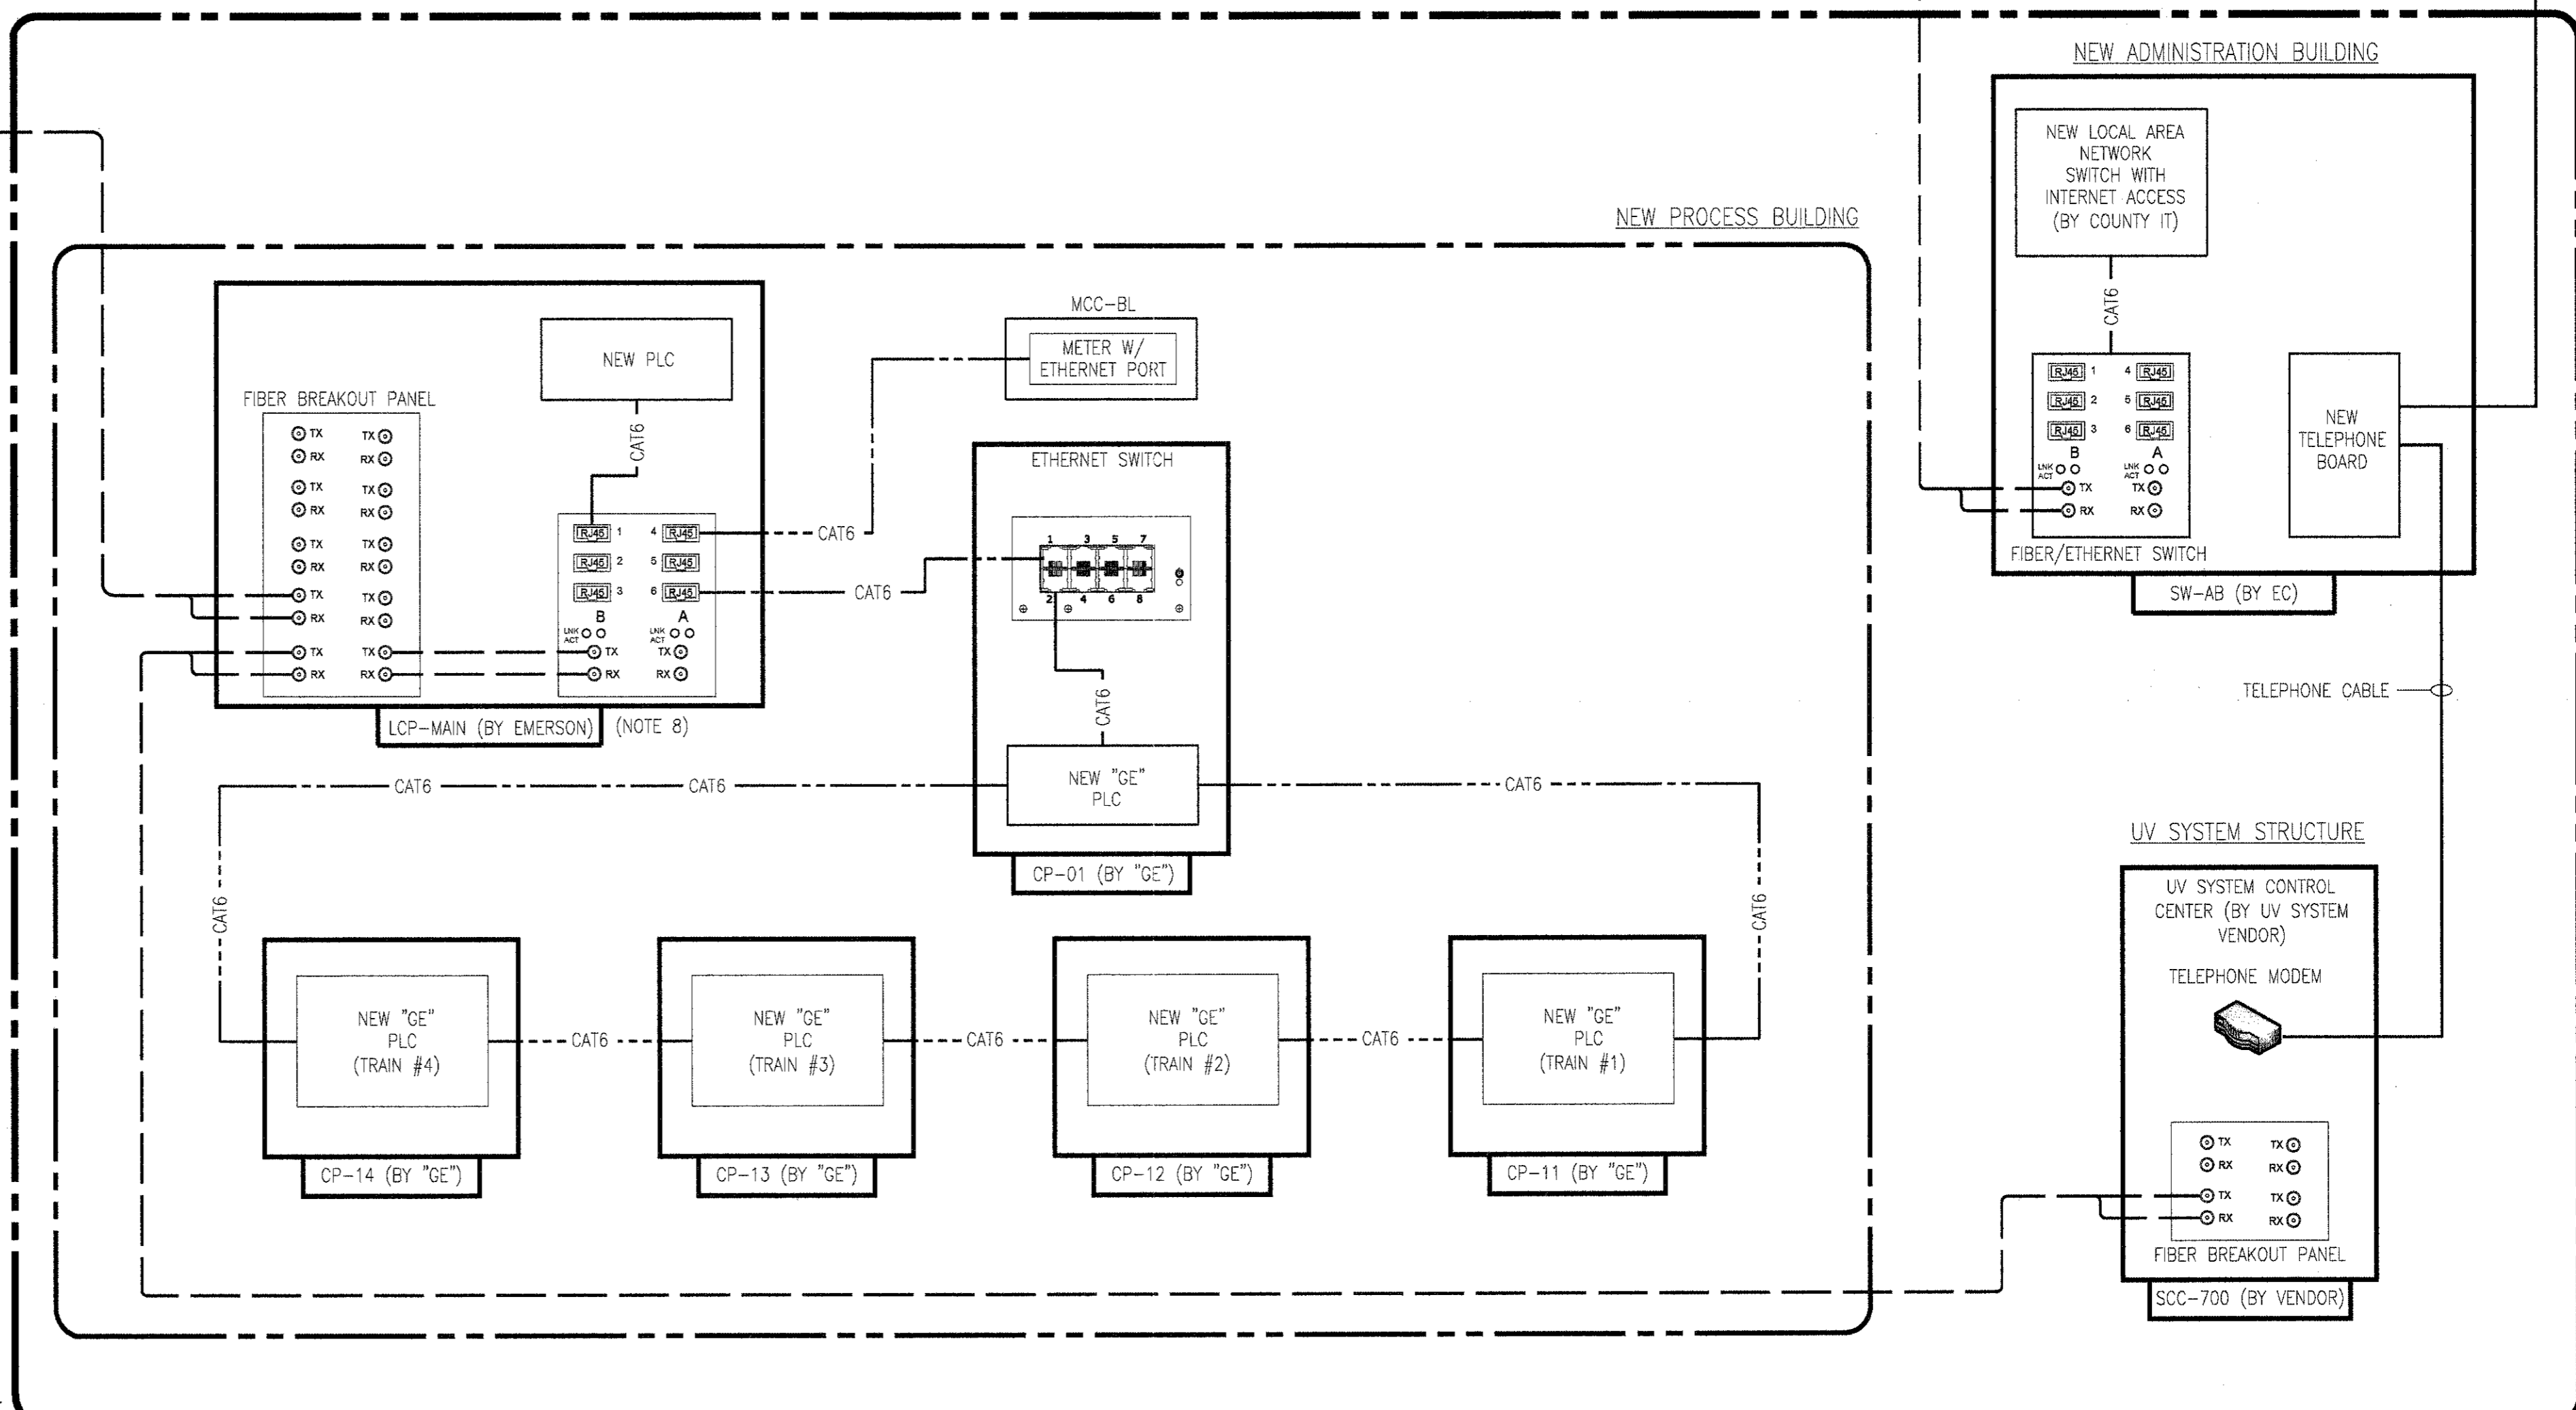 NEW ADMINISTRATION BUILDING
NEW LOCAL AREA
NETWORK
SWITCH WITH
INTERNET ACCESS
(BY COUNTY IT)
CAT6
RJ45 1 4 RJ45
RJ45 2 5 RJ45
RJ45 3 6 RJ45
B A
LNK LNK
ACT ACT
TX TX
RX RX
FIBER/ETHERNET SWITCH
NEW
TELEPHONE
BOARD
SW-AB (BY EC)
TELEPHONE CABLE
NEW PROCESS BUILDING
NEW PLC
FIBER BREAKOUT PANEL
TX TX
RX RX
TX TX
RX RX
TX TX
RX RX
TX TX
RX RX
TX TX
RX RX
CAT6
RJ45 1 4 RJ45
RJ45 2 5 RJ45
RJ45 3 6 RJ45
B A
LNK LNK
ACT ACT
TX TX
RX RX
LCP-MAIN (BY EMERSON) (NOTE 8)
MCC-BL
METER W/
ETHERNET PORT
CAT6
CAT6
ETHERNET SWITCH
1 3 5 7
2 4 6 8
CAT6
NEW "GE"
PLC
CP-01 (BY "GE")
CAT6 CAT6 CAT6
CAT6 CAT6
NEW "GE"
PLC
(TRAIN #4)
CP-14 (BY "GE")
CAT6
NEW "GE"
PLC
(TRAIN #3)
CP-13 (BY "GE")
CAT6
NEW "GE"
PLC
(TRAIN #2)
CP-12 (BY "GE")
CAT6
NEW "GE"
PLC
(TRAIN #1)
CP-11 (BY "GE")
UV SYSTEM STRUCTURE
UV SYSTEM CONTROL
CENTER (BY UV SYSTEM
VENDOR)
TELEPHONE MODEM
TX TX
RX RX
TX TX
RX RX
FIBER BREAKOUT PANEL
SCC-700 (BY VENDOR)